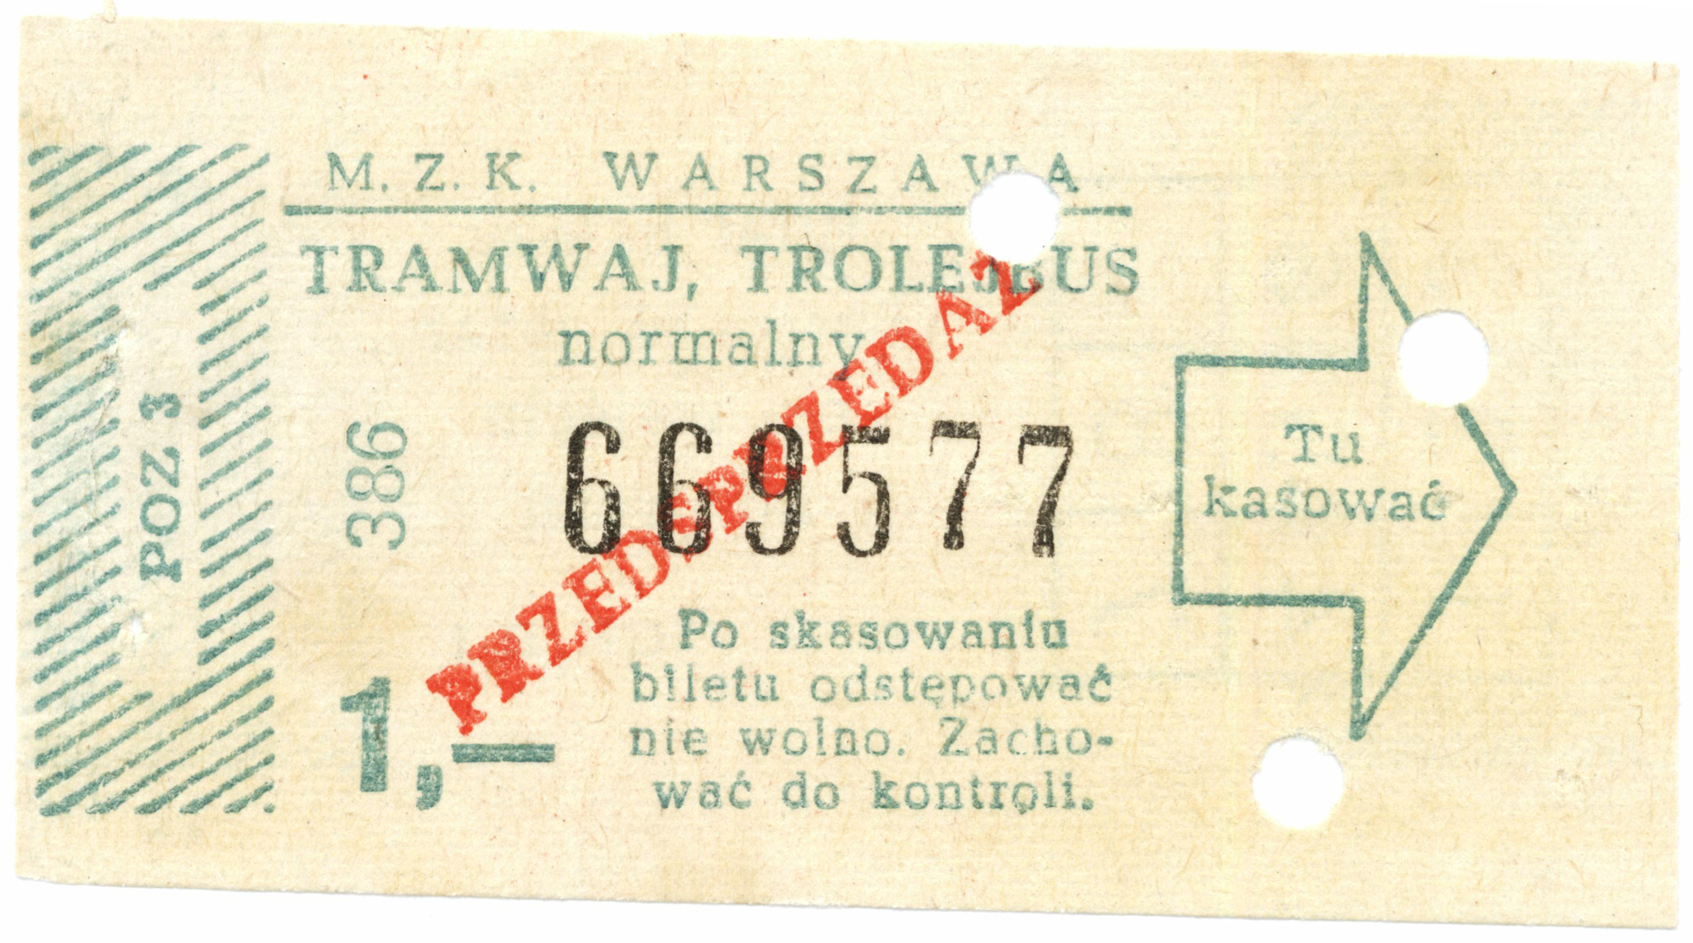 M. Z. K. WARSZAWA
TRAMWAJ, TROLEJBUS
normalny
POZ 3
386
669577
PRZEDSPRZEDAŻ
1,—
Po skasowaniu
biletu odstępować
nie wolno. Zacho-
wać do kontroli.
Tu
kasować